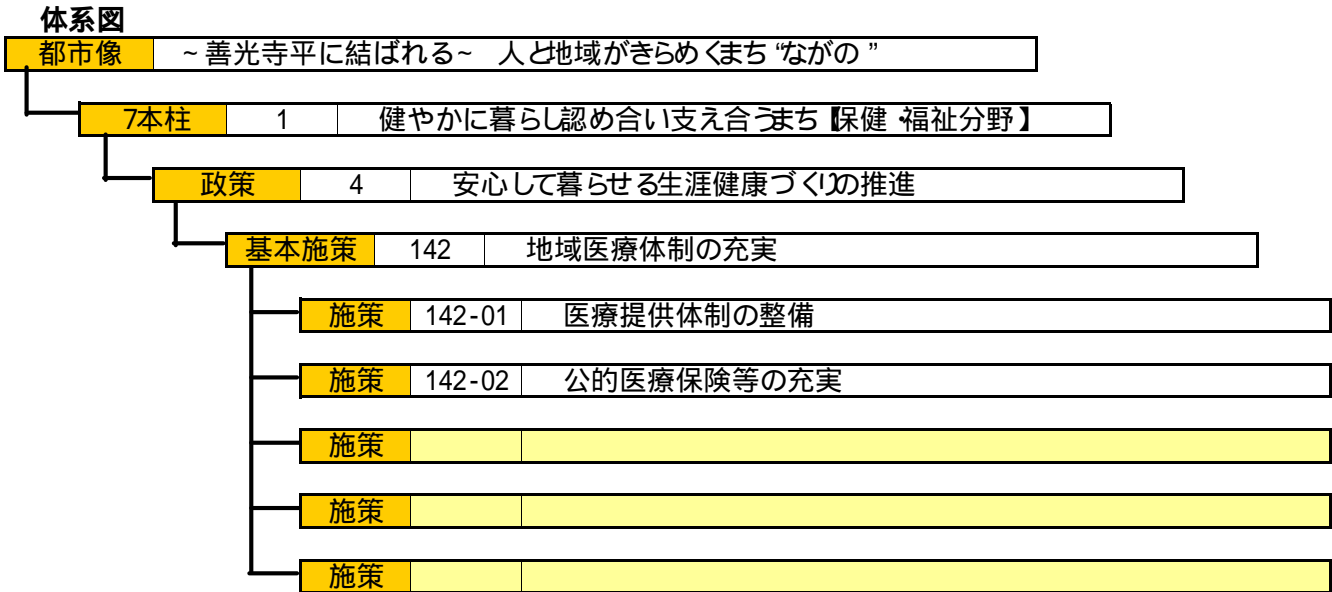 体系図
都市像 ~善光寺平に結ばれる~ 人と地域がきらめくまち “ながの”
7本柱 1 健やかに暮らし認め合い支え合うまち【保健・福祉分野】
政策 4 安心して暮らせる生涯健康づくりの推進
基本施策 142 地域医療体制の充実
施策 142-01 医療提供体制の整備
施策 142-02 公的医療保険等の充実
施策
施策
施策